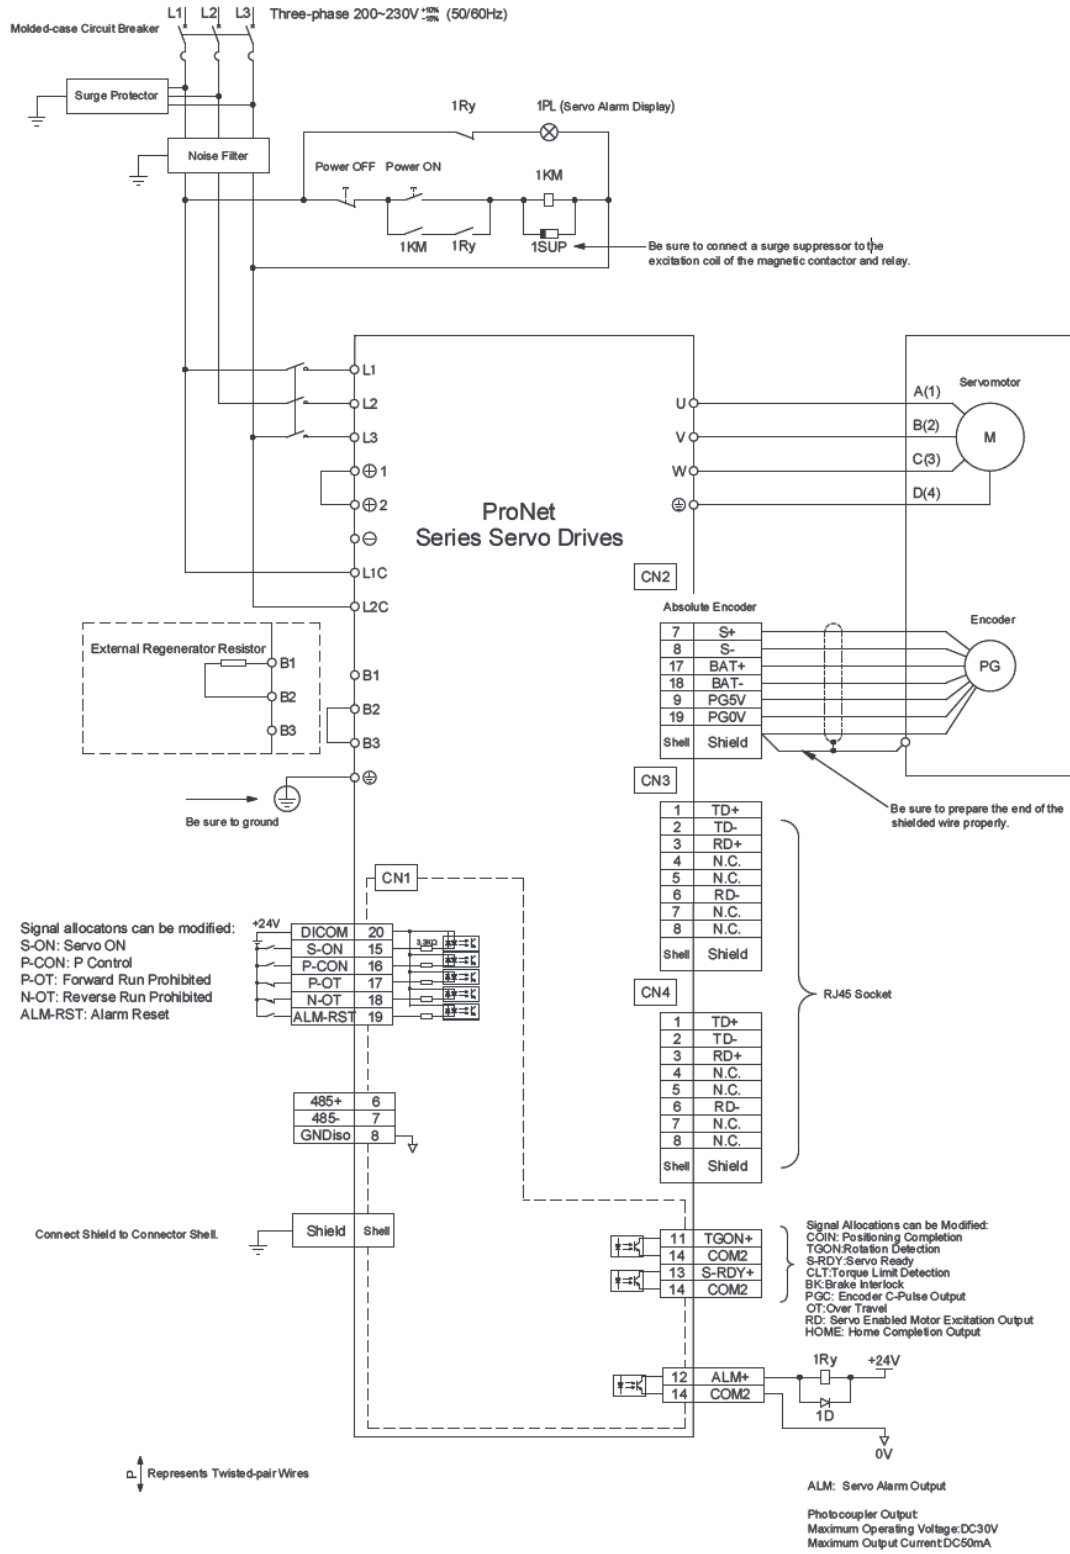 L1 L2 L3 Three-phase 200~230V +10% -15% (50/60Hz)
Molded-case Circuit Breaker
Surge Protector
1Ry 1PL (Servo Alarm Display)
Noise Filter
Power OFF Power ON
1KM
1KM 1Ry 1SUP
Be sure to connect a surge suppressor to the
excitation coil of the magnetic contactor and relay.
L1
L2
L3
1
2
L1C
L2C
ProNet
Series Servo Drives
U
V
W
A(1)
B(2)
C(3)
D(4)
Servomotor
M
CN2
Absolute Encoder
7 S+
8 S-
17 BAT+
18 BAT-
9 PG5V
19 PG0V
Shell Shield
Encoder
PG
Be sure to prepare the end of the
shielded wire properly.
External Regenerator Resistor
B1
B2
B3
B1
B2
B3
Be sure to ground
CN3
1 TD+
2 TD-
3 RD+
4 N.C.
5 N.C.
6 RD-
7 N.C.
8 N.C.
Shell Shield
RJ45 Socket
CN4
1 TD+
2 TD-
3 RD+
4 N.C.
5 N.C.
6 RD-
7 N.C.
8 N.C.
Shell Shield
CN1
Signal allocatons can be modified:
S-ON: Servo ON
P-CON: P Control
P-OT: Forward Run Prohibited
N-OT: Reverse Run Prohibited
ALM-RST: Alarm Reset
+24V
DICOM 20
S-ON 15
P-CON 16
P-OT 17
N-OT 18
ALM-RST 19
3.3KΩ
485+ 6
485- 7
GNDiso 8
Connect Shield to Connector Shell.
Shield Shell
11 TGON+
14 COM2
13 S-RDY+
14 COM2
Signal Allocations can be Modified:
COIN: Positioning Completion
TGON:Rotation Detection
S-RDY:Servo Ready
CLT:Torque Limit Detection
BK:Brake Interlock
PGC: Encoder C-Pulse Output
OT:Over Travel
RD: Servo Enabled Motor Excitation Output
HOME: Home Completion Output
12 ALM+
14 COM2
1Ry +24V
1D
0V
P Represents Twisted-pair Wires
ALM: Servo Alarm Output
Photocoupler Output:
Maximum Operating Voltage:DC30V
Maximum Output Current:DC50mA